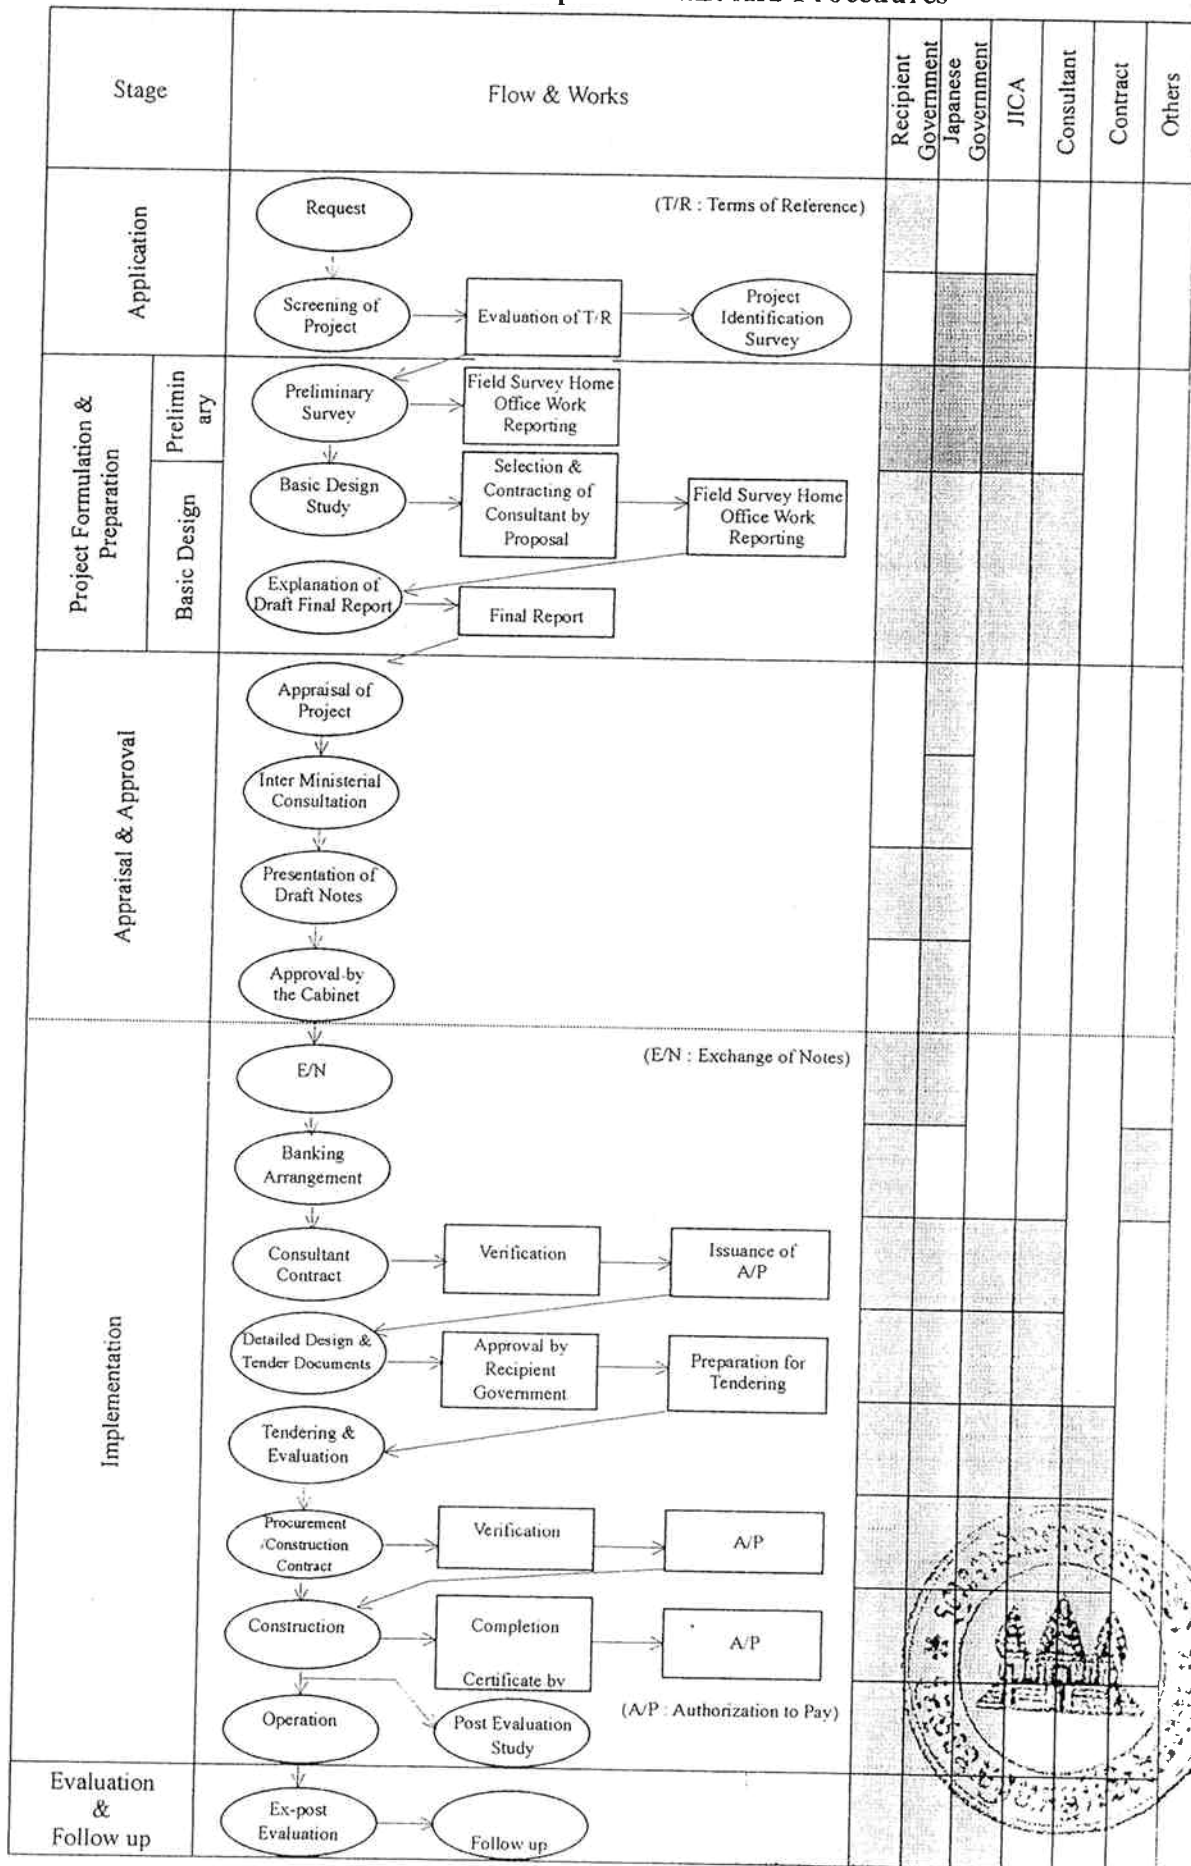 Procedures
Stage
Flow & Works
Recipient
Government
Japanese
Government
JICA
Consultant
Contract
Others
Application
Request
(T/R : Terms of Reference)
Screening of
Project
Evaluation of T/R
Project
Identification
Survey
Project Formulation &
Preparation
Prelimin
ary
Preliminary
Survey
Field Survey Home
Office Work
Reporting
Basic Design
Basic Design
Study
Selection &
Contracting of
Consultant by
Proposal
Field Survey Home
Office Work
Reporting
Explanation of
Draft Final Report
Final Report
Appraisal & Approval
Appraisal of
Project
Inter Ministerial
Consultation
Presentation of
Draft Notes
Approval by
the Cabinet
Implementation
E/N
(E/N : Exchange of Notes)
Banking
Arrangement
Consultant
Contract
Verification
Issuance of
A/P
Detailed Design &
Tender Documents
Approval by
Recipient
Government
Preparation for
Tendering
Tendering &
Evaluation
Procurement
/Construction
Contract
Verification
A/P
Construction
Completion
Certificate by
A/P
Operation
Post Evaluation
Study
(A/P : Authorization to Pay)
Evaluation
&
Follow up
Ex-post
Evaluation
Follow up